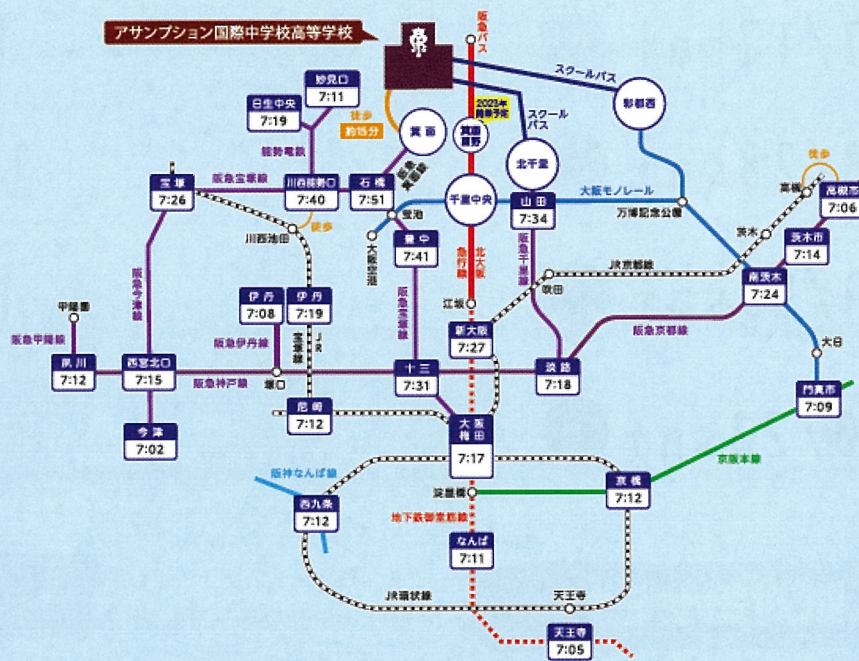 アサンプション国際中学校高等学校
阪急バス
スクールバス
妙見口
7:11
日生中央
7:19
徒歩
約15分
箕面
2023年
開業予定
箕面
萱野
スクール
バス
彩都西
能勢電鉄
北千里
徒歩
宝塚
7:26
阪急宝塚線
川西能勢口
7:40
石橋
7:51
阪急
箕面線
千里中央
山田
7:34
大阪モノレール
高槻
高槻市
7:06
蛍池
万博記念公園
川西池田
徒歩
大阪空港
豊中
7:41
北大阪
急行線
阪急千里線
茨木
茨木市
7:14
阪急今津線
JR京都線
吹田
南茨木
7:24
甲陽園
伊丹
7:08
伊丹
7:19
阪急宝塚線
江坂
阪急甲陽線
阪急伊丹線
JR
宝塚線
新大阪
7:27
阪急京都線
大日
夙川
7:12
西宮北口
7:15
阪急神戸線
塚口
十三
7:31
淡路
7:18
門真市
7:09
今津
7:02
尼崎
7:12
大阪
梅田
7:17
京阪本線
阪神なんば線
淀屋橋
京橋
7:12
西九条
7:12
地下鉄御堂筋線
なんば
7:11
JR環状線
天王寺
天王寺
7:05